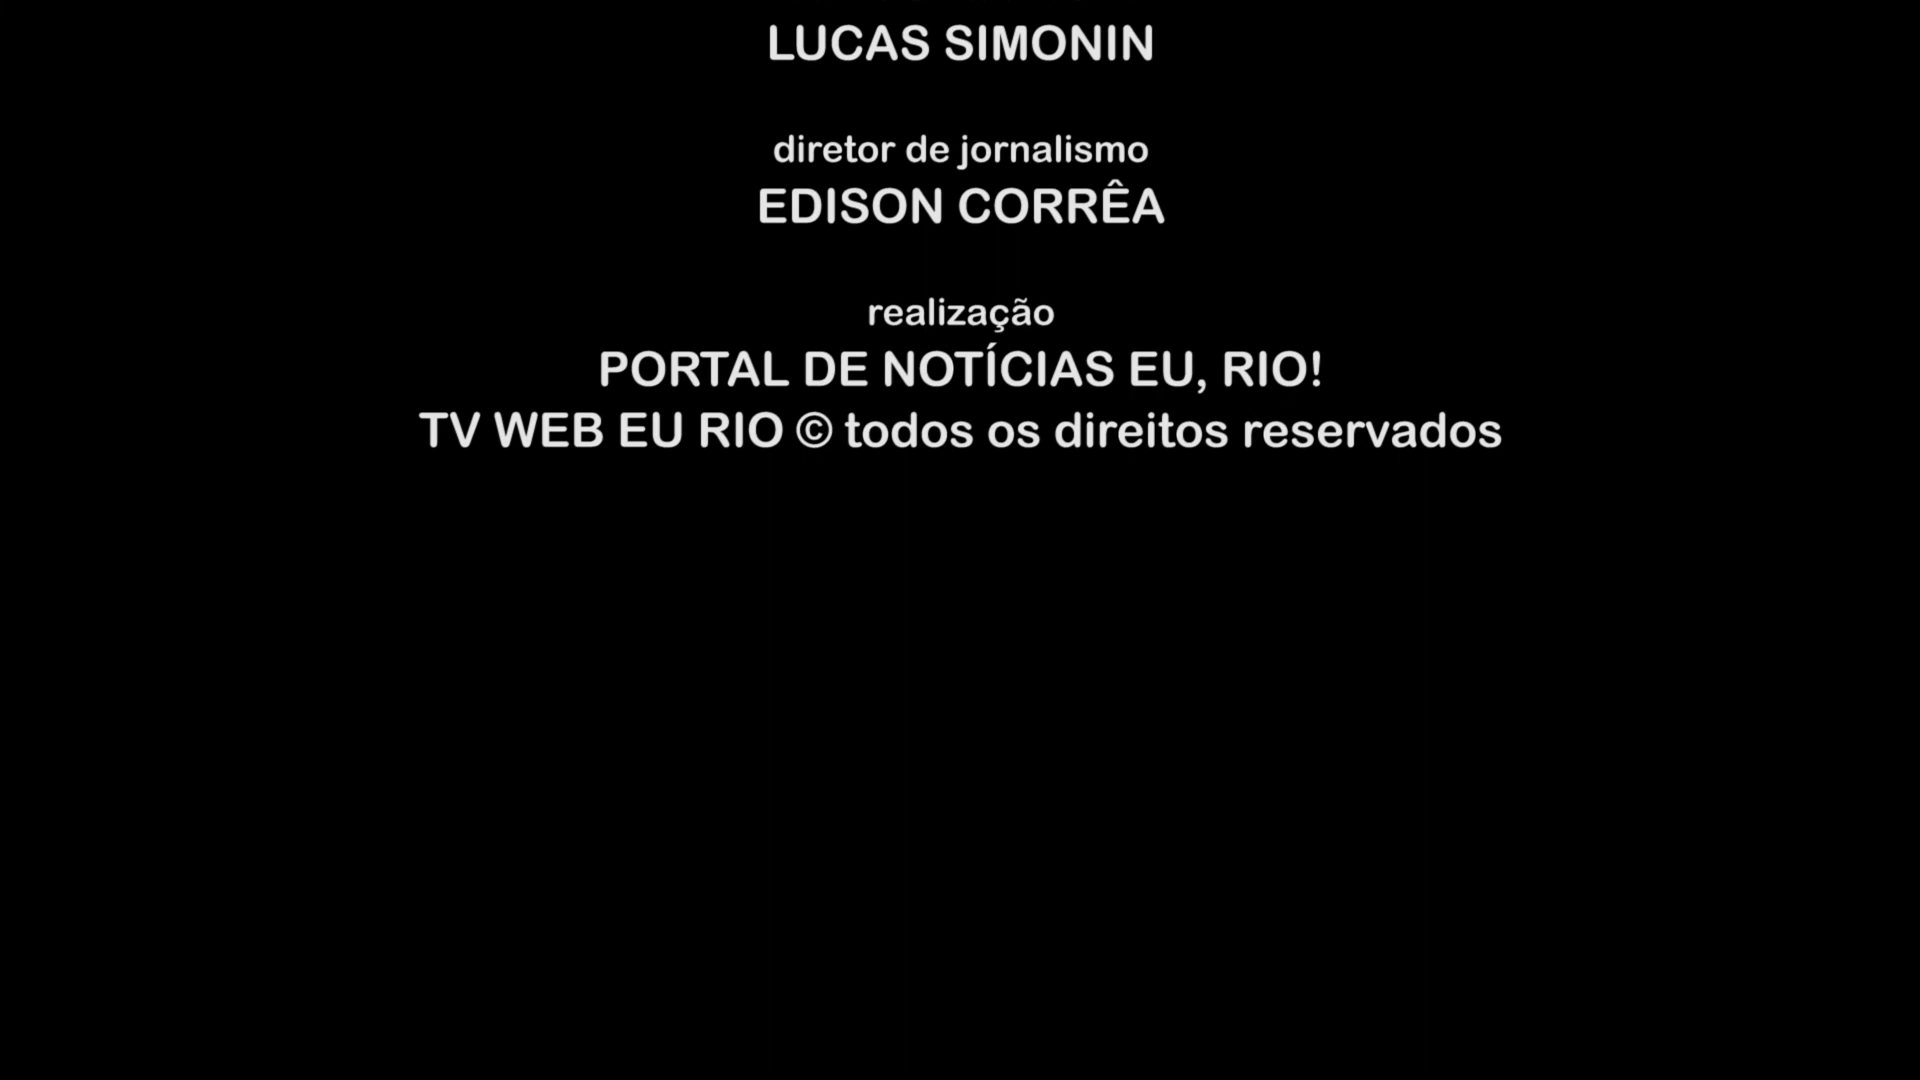 LUCAS SIMONIN
diretor de jornalismo
EDISON CORRÊA
realização
PORTAL DE NOTÍCIAS EU, RIO!
TV WEB EU RIO © todos os direitos reservados